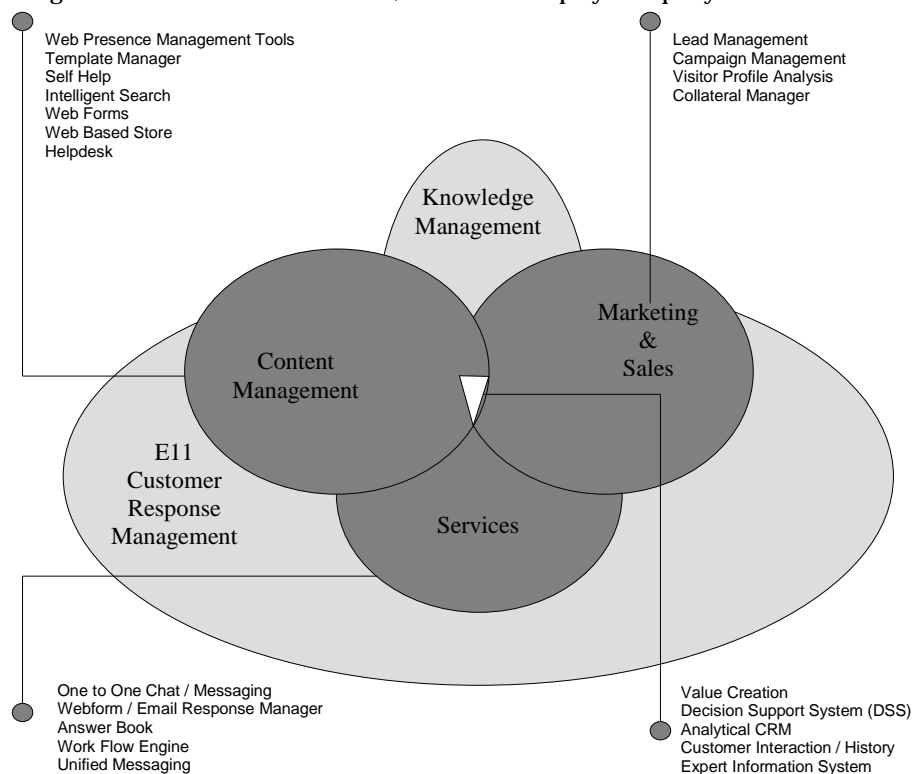 Web Presence Management Tools
Template Manager
Self Help
Intelligent Search
Web Forms
Web Based Store
Helpdesk
Lead Management
Campaign Management
Visitor Profile Analysis
Collateral Manager
Knowledge
Management
Marketing
&
Sales
Content
Management
E11
Customer
Response
Management
Services
One to One Chat / Messaging
Webform / Email Response Manager
Answer Book
Work Flow Engine
Unified Messaging
Value Creation
Decision Support System (DSS)
Analytical CRM
Customer Interaction / History
Expert Information System